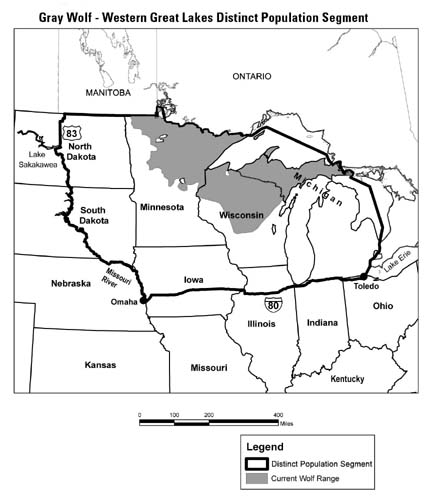 Gray Wolf - Western Great Lakes Distinct Population Segment
ONTARIO
MANITOBA
83
North
Dakota
Lake
Sakakawea
South
Dakota
Minnesota
Wisconsin
Michigan
Nebraska
Missouri
River
Omaha
Iowa
80
Lake Erie
Toledo
Ohio
Illinois
Indiana
Kansas
Missouri
Kentucky
0 100 200 400
Miles
Legend
Distinct Population Segment
Current Wolf Range